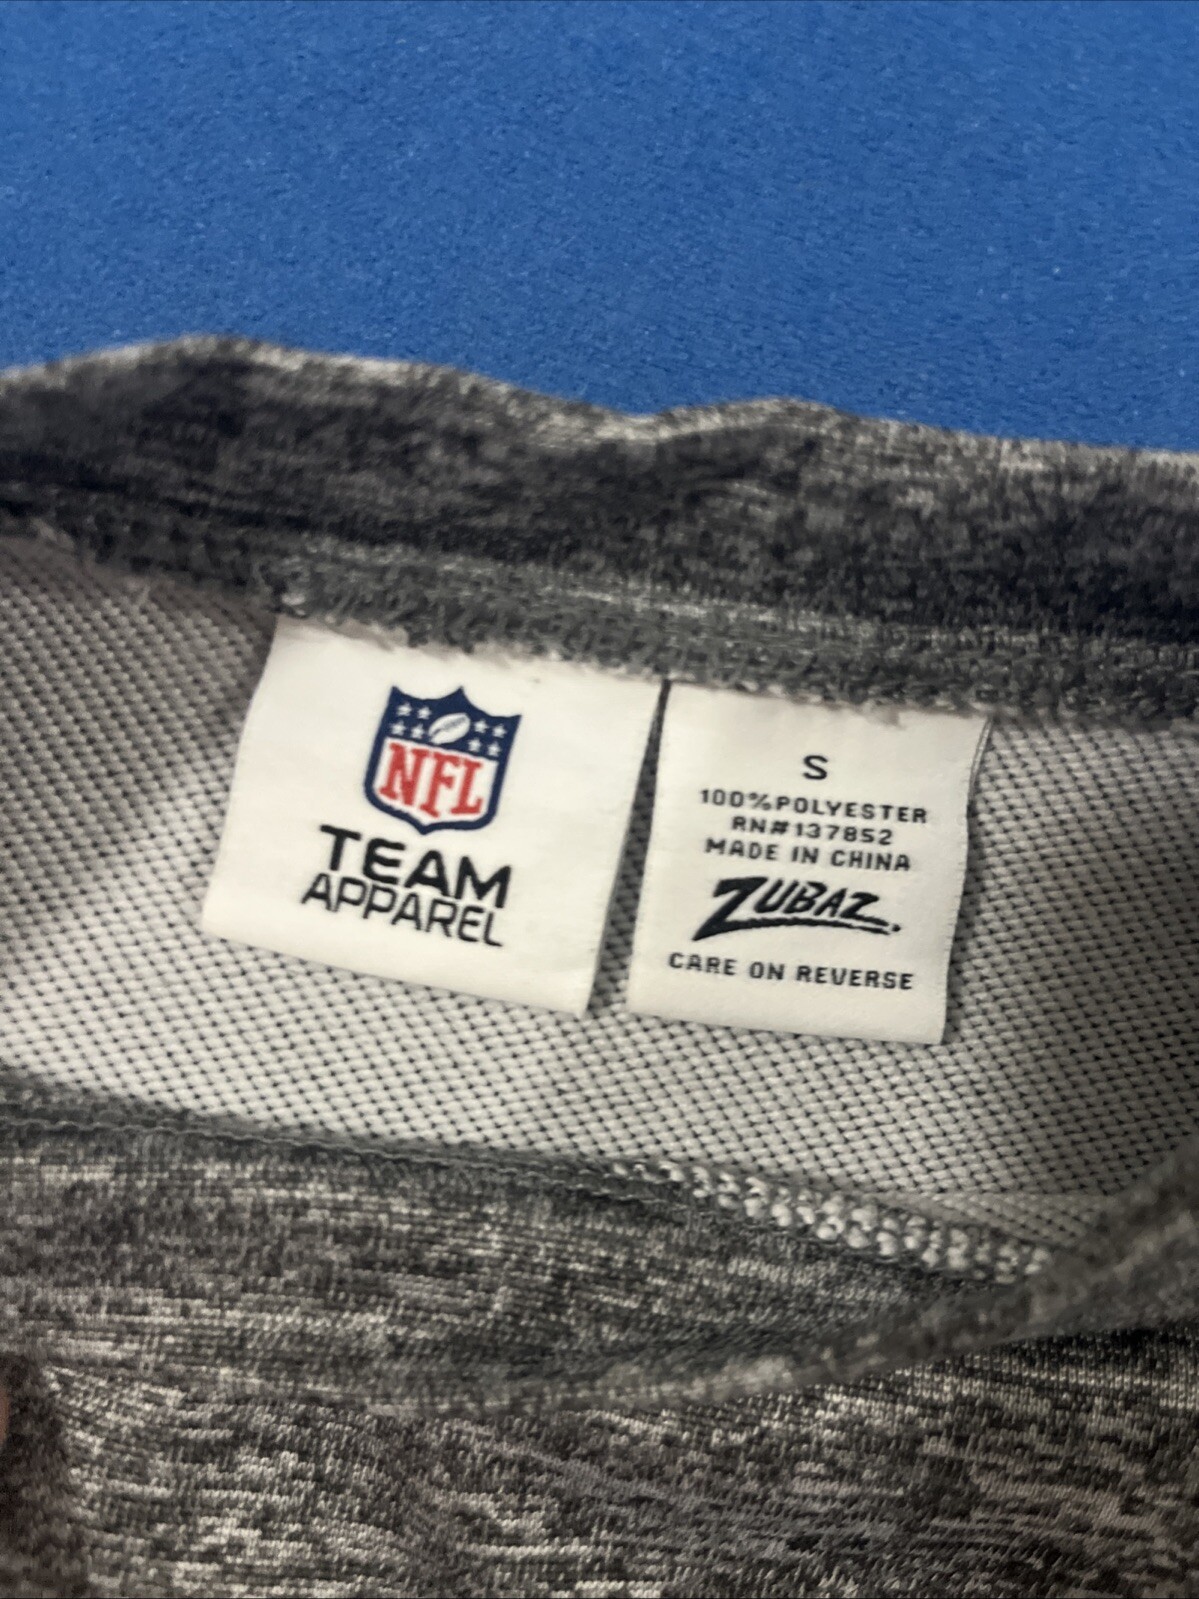 NFL
TEAM
APPAREL
S
100%POLYESTER
RN#137852
MADE IN CHINA
ZUBAZ.
CARE ON REVERSE